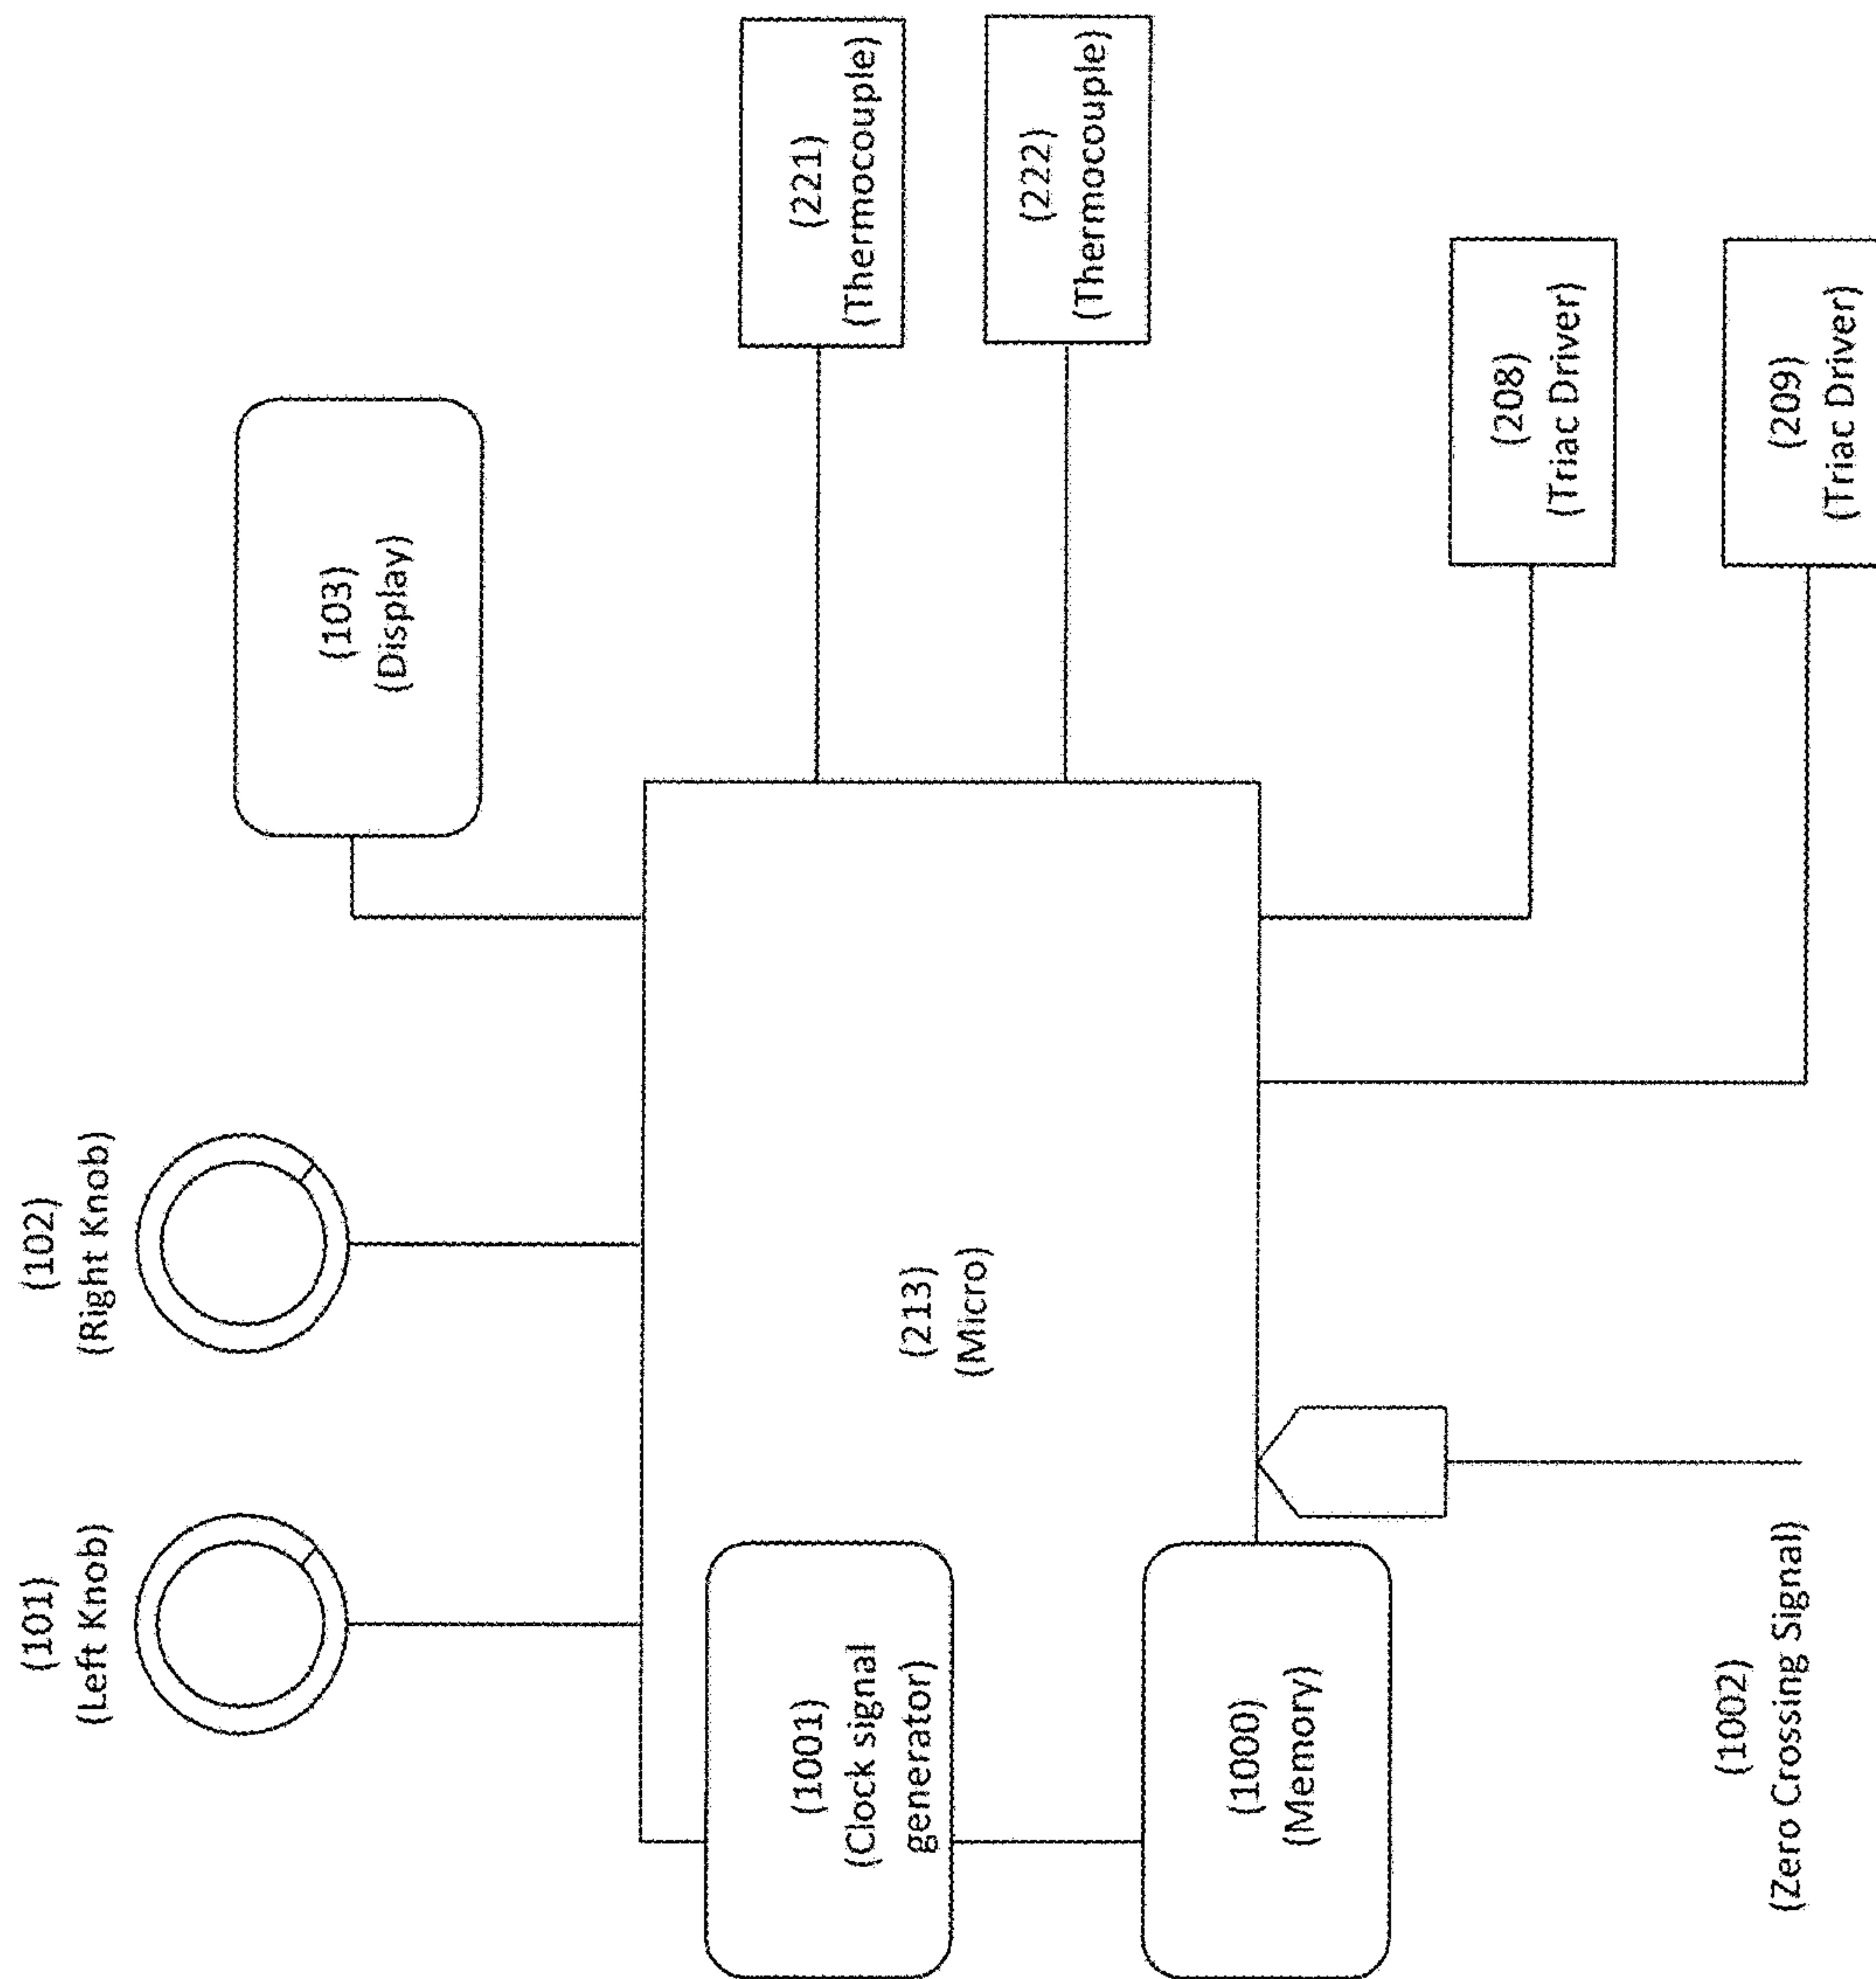 (101)
(Left Knob)
(102)
(Right Knob)
(103)
(Display)
(1001)
(Clock signal
generator)
(213)
(Micro)
(221)
(Thermocouple)
(222)
(Thermocouple)
(1000)
(Memory)
(208)
(Triac Driver)
(1002)
(Zero Crossing Signal)
(209)
(Triac Driver)